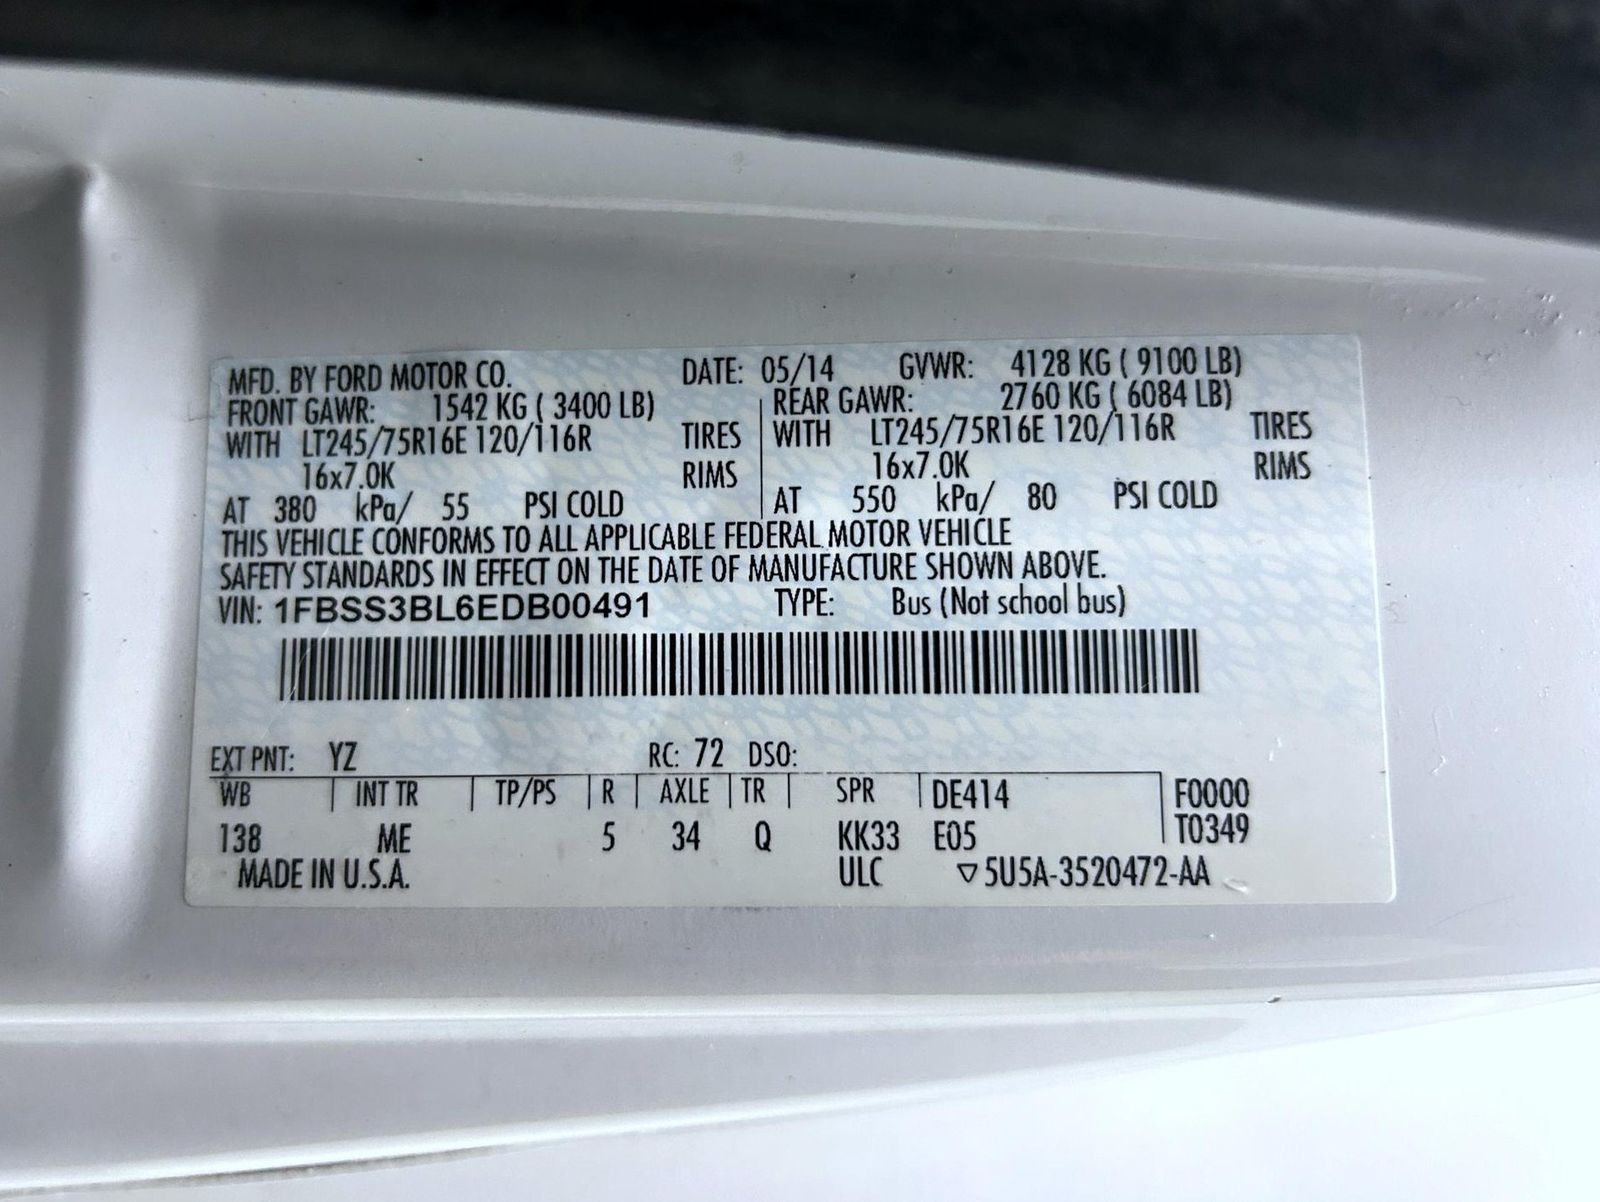 MFD. BY FORD MOTOR CO. DATE: 05/14 GVWR: 4128 KG ( 9100 LB)
FRONT GAWR: 1542 KG ( 3400 LB) REAR GAWR: 2760 KG ( 6084 LB)
WITH LT245/75R16E 120/116R TIRES WITH LT245/75R16E 120/116R TIRES
16x7.0K RIMS 16x7.0K RIMS
AT 380 kPa/ 55 PSI COLD AT 550 kPa/ 80 PSI COLD
THIS VEHICLE CONFORMS TO ALL APPLICABLE FEDERAL MOTOR VEHICLE
SAFETY STANDARDS IN EFFECT ON THE DATE OF MANUFACTURE SHOWN ABOVE.
VIN: 1FBSS3BL6EDB00491 TYPE: Bus (Not school bus)
EXT PNT: YZ RC: 72 DSO:
WB INT TR TP/PS R AXLE TR SPR DE414 F0000
138 ME 5 34 Q KK33 E05 T0349
MADE IN U.S.A. ULC ▽5U5A-3520472-AA